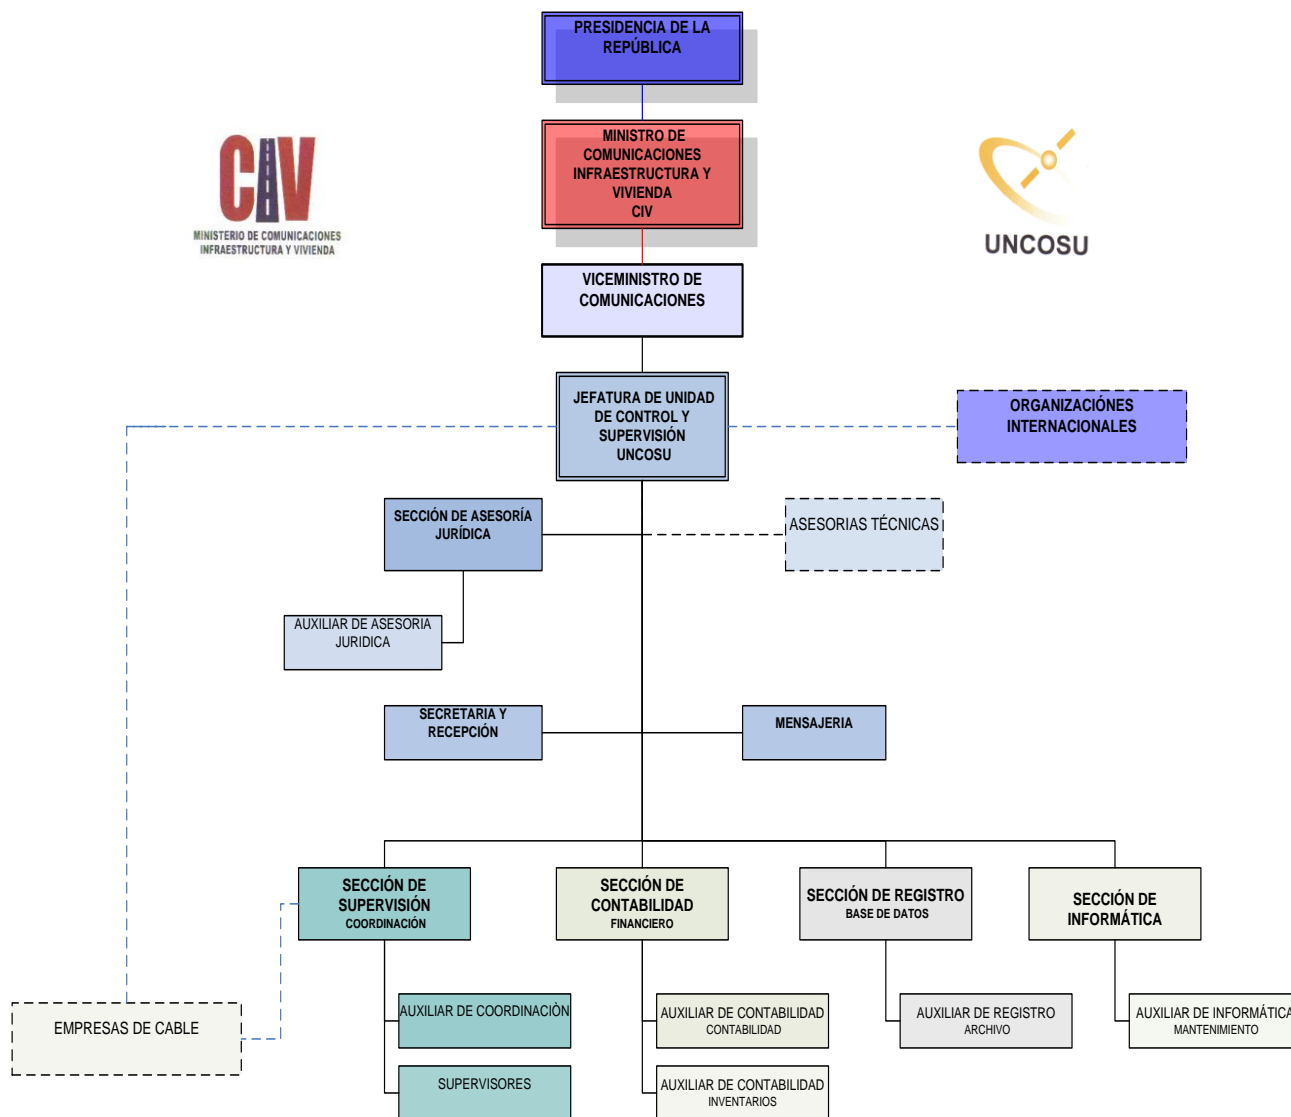 PRESIDENCIA DE LA
REPÚBLICA
MINISTRO DE
COMUNICACIONES
INFRAESTRUCTURA Y
VIVIENDA
CIV
CIV
MINISTERIO DE COMUNICACIONES
INFRAESTRUCTURA Y VIVIENDA
UNCOSU
VICEMINISTRO DE
COMUNICACIONES
JEFATURA DE UNIDAD
DE CONTROL Y
SUPERVISIÓN
UNCOSU
ORGANIZACIÓNES
INTERNACIONALES
SECCIÓN DE ASESORÍA
JURÍDICA
ASESORIAS TÉCNICAS
AUXILIAR DE ASESORIA
JURIDICA
SECRETARIA Y
RECEPCIÓN
MENSAJERIA
SECCIÓN DE
SUPERVISIÓN
COORDINACIÓN
SECCIÓN DE
CONTABILIDAD
FINANCIERO
SECCIÓN DE REGISTRO
BASE DE DATOS
SECCIÓN DE
INFORMÁTICA
EMPRESAS DE CABLE
AUXILIAR DE COORDINACIÒN
AUXILIAR DE CONTABILIDAD
CONTABILIDAD
AUXILIAR DE REGISTRO
ARCHIVO
AUXILIAR DE INFORMÁTICA
MANTENIMIENTO
SUPERVISORES
AUXILIAR DE CONTABILIDAD
INVENTARIOS